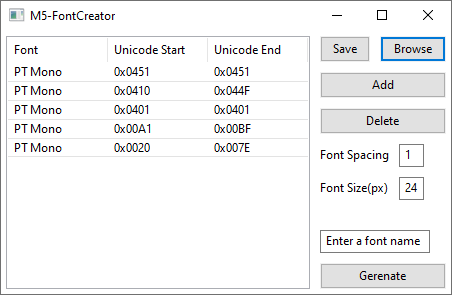 M5-FontCreator
Font Unicode Start Unicode End
PT Mono 0x0451 0x0451
PT Mono 0x0410 0x044F
PT Mono 0x0401 0x0401
PT Mono 0x00A1 0x00BF
PT Mono 0x0020 0x007E
Save Browse
Add
Delete
Font Spacing 1
Font Size(px) 24
Enter a font name
Gerenate